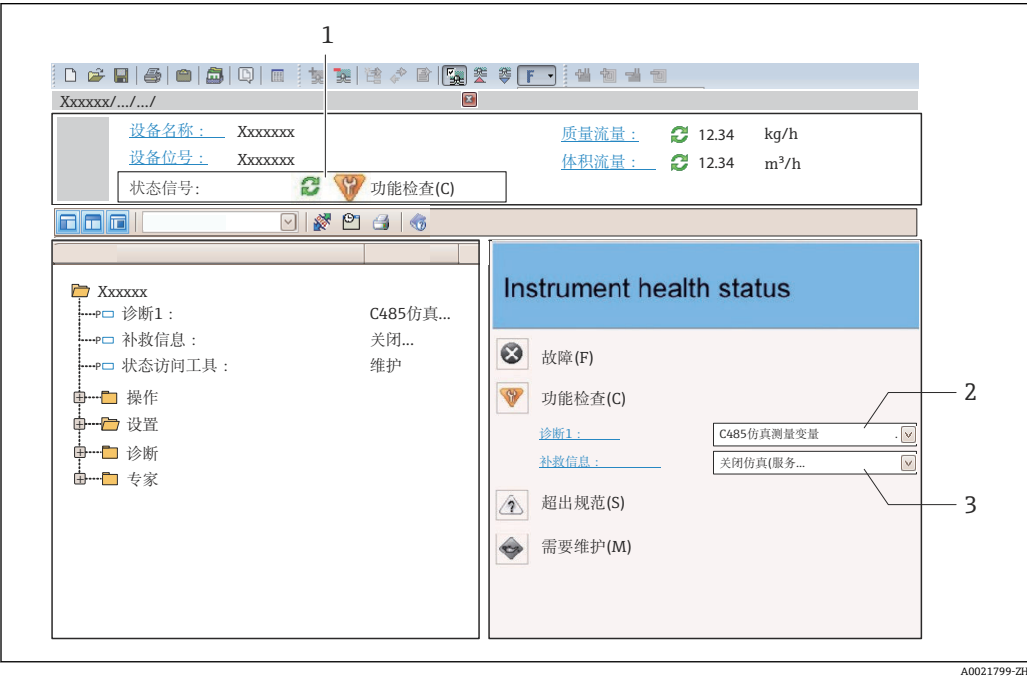 1
F
Xxxxxx/.../.../
设备名称： Xxxxxxx 质量流量： 12.34 kg/h
设备位号： Xxxxxxx 体积流量： 12.34 m³/h
状态信号: 功能检查(C)
Instrument health status
Xxxxxx
诊断1： C485仿真...
补救信息： 关闭...
状态访问工具： 维护
操作
设置
诊断
专家
故障(F)
功能检查(C)
2
诊断1： C485仿真测量变量 .
补救信息： 关闭仿真(服务...
超出规范(S)
3
需要维护(M)
A0021799-ZH